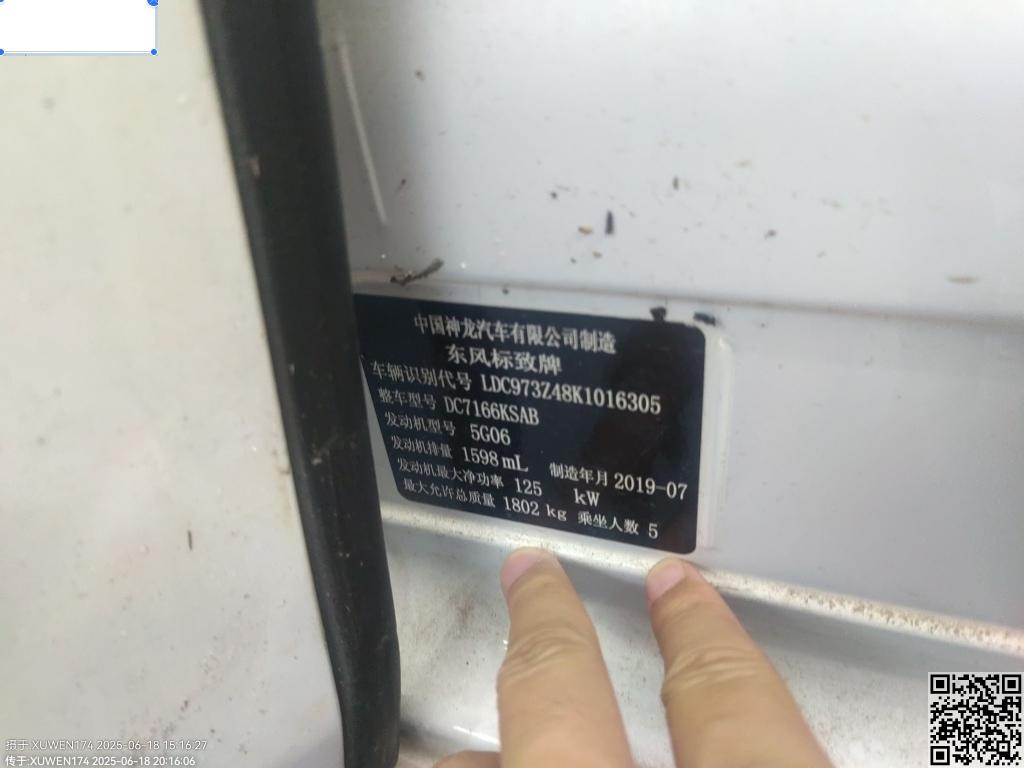 中国神龙汽车有限公司制造
东风标致牌
车辆识别代号 LDC973Z48K1016305
整车型号 DC7166KSAB
发动机型号 5G06
发动机排量 1598 mL 制造年月 2019-07
发动机最大净功率 125 kW
最大允许总质量 1802 kg 乘坐人数 5
摄于:XUWEN174 2025-06-18 15:16:27
传于:XUWEN174 2025-06-18 20:16:06